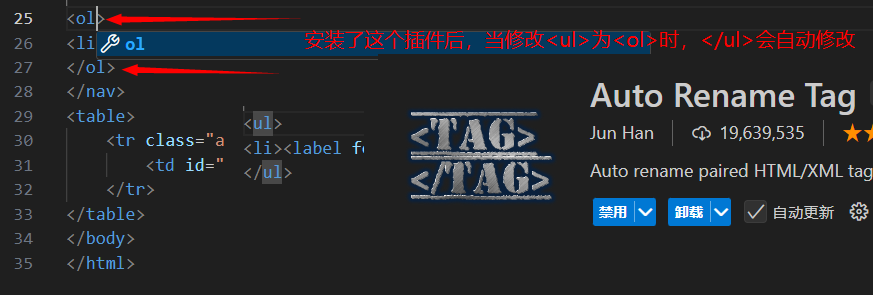 25 <ol>
ol
安装了这个插件后，当修改<ul>为<ol>时，</ul>会自动修改
26 <li
27 </ol>
28 </nav>
29 <table>
30 <tr class="a
31 <td id="
32 </tr>
33 </table>
34 </body>
35 </html>
<ul>
<li><label fo
</ul>
<TAG>
</TAG>
Auto Rename Tag
Jun Han 19,639,535
Auto rename paired HTML/XML tag
禁用 卸载 自动更新